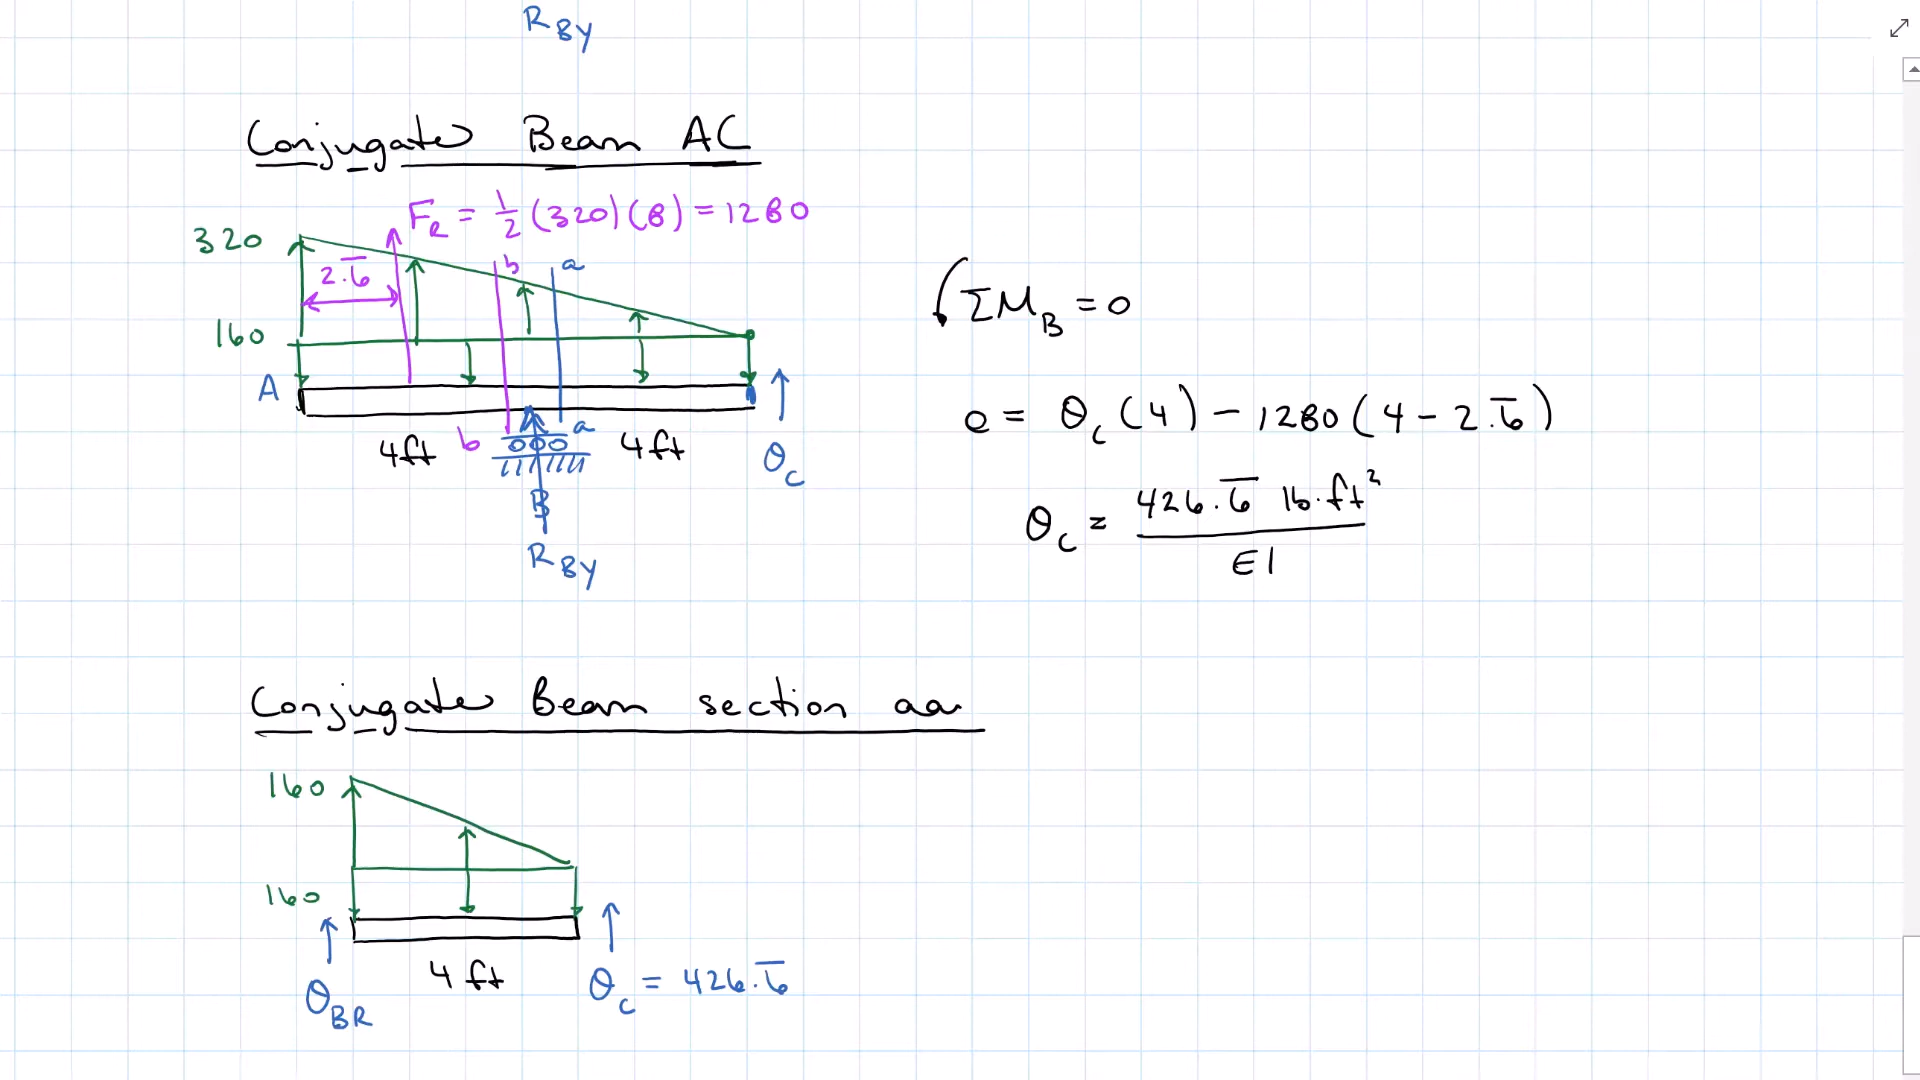 R_BY
Conjugate Beam AC
F_R = 1/2 (320)(8) = 1280
320
2.6̅
b
a
160
A
4ft
b
a
4ft
θ_C
B
R_BY
ΣM_B = 0
0 = θ_C (4) - 1280 (4 - 2.6̅)
θ_C = 426.6̅ lb·ft² / EI
Conjugate Beam section aa
160
160
4 ft
θ_BR
θ_C = 426.6̅